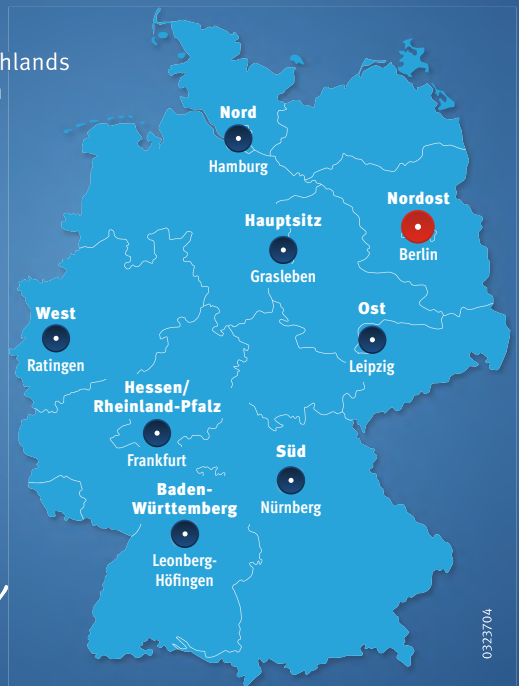 hlands
Nord
Hamburg
Nordost
Berlin
Hauptsitz
Grasleben
West
Ratingen
Ost
Leipzig
Hessen/
Rheinland-Pfalz
Frankfurt
Süd
Nürnberg
Baden-
Württemberg
Leonberg-
Höfingen
0323704